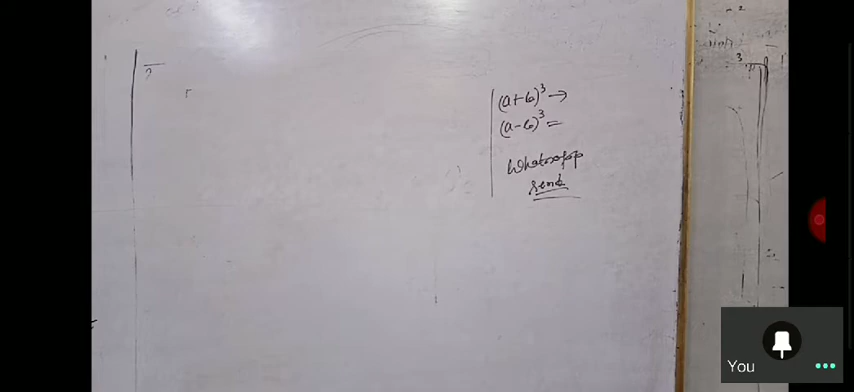 (a+b)³ →
(a-b)³ =
Whatsapp
send
You